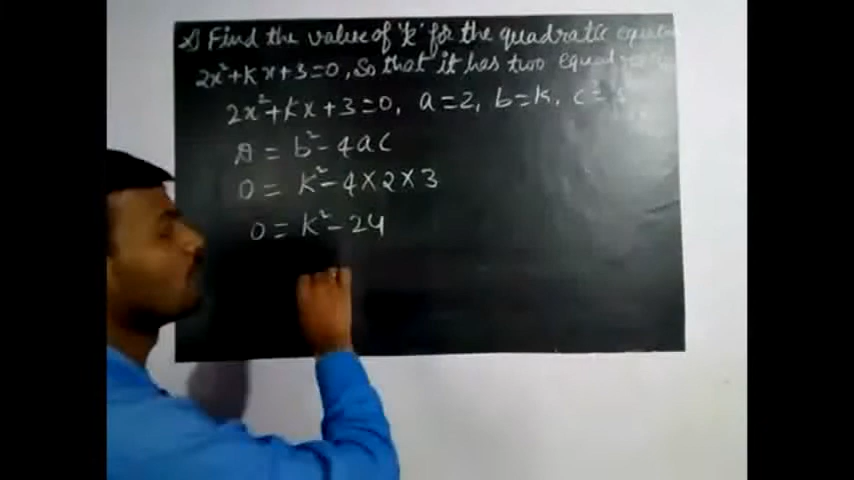 Find the value of 'k' for the quadratic
2x²+kx+3=0, So that it has two equal
2x²+kx+3=0, a=2, b=k, c=
D = b²-4ac
0 = k²-4×2×3
0 = k²-24